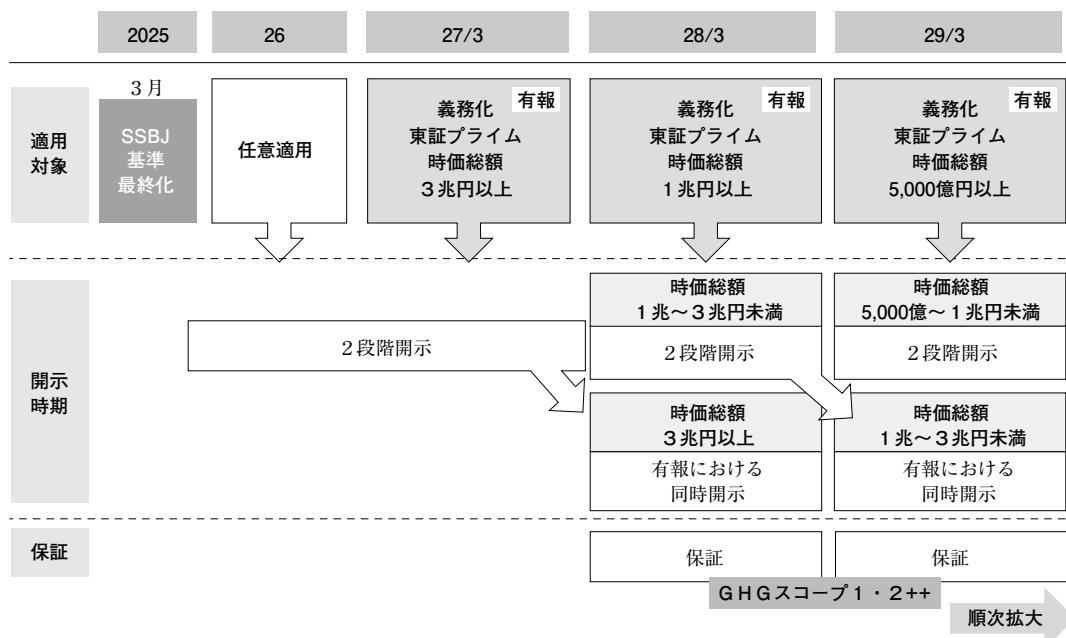 2025
26
27/3
28/3
29/3
適用
対象
3月
SSBJ
基準
最終化
任意適用
有報
義務化
東証プライム
時価総額
3兆円以上
有報
義務化
東証プライム
時価総額
1兆円以上
有報
義務化
東証プライム
時価総額
5,000億円以上
開示
時期
2段階開示
時価総額
1兆〜3兆円未満
2段階開示
時価総額
5,000億〜1兆円未満
2段階開示
時価総額
3兆円以上
有報における
同時開示
時価総額
1兆〜3兆円未満
有報における
同時開示
保証
保証
保証
GHGスコープ1・2++
順次拡大